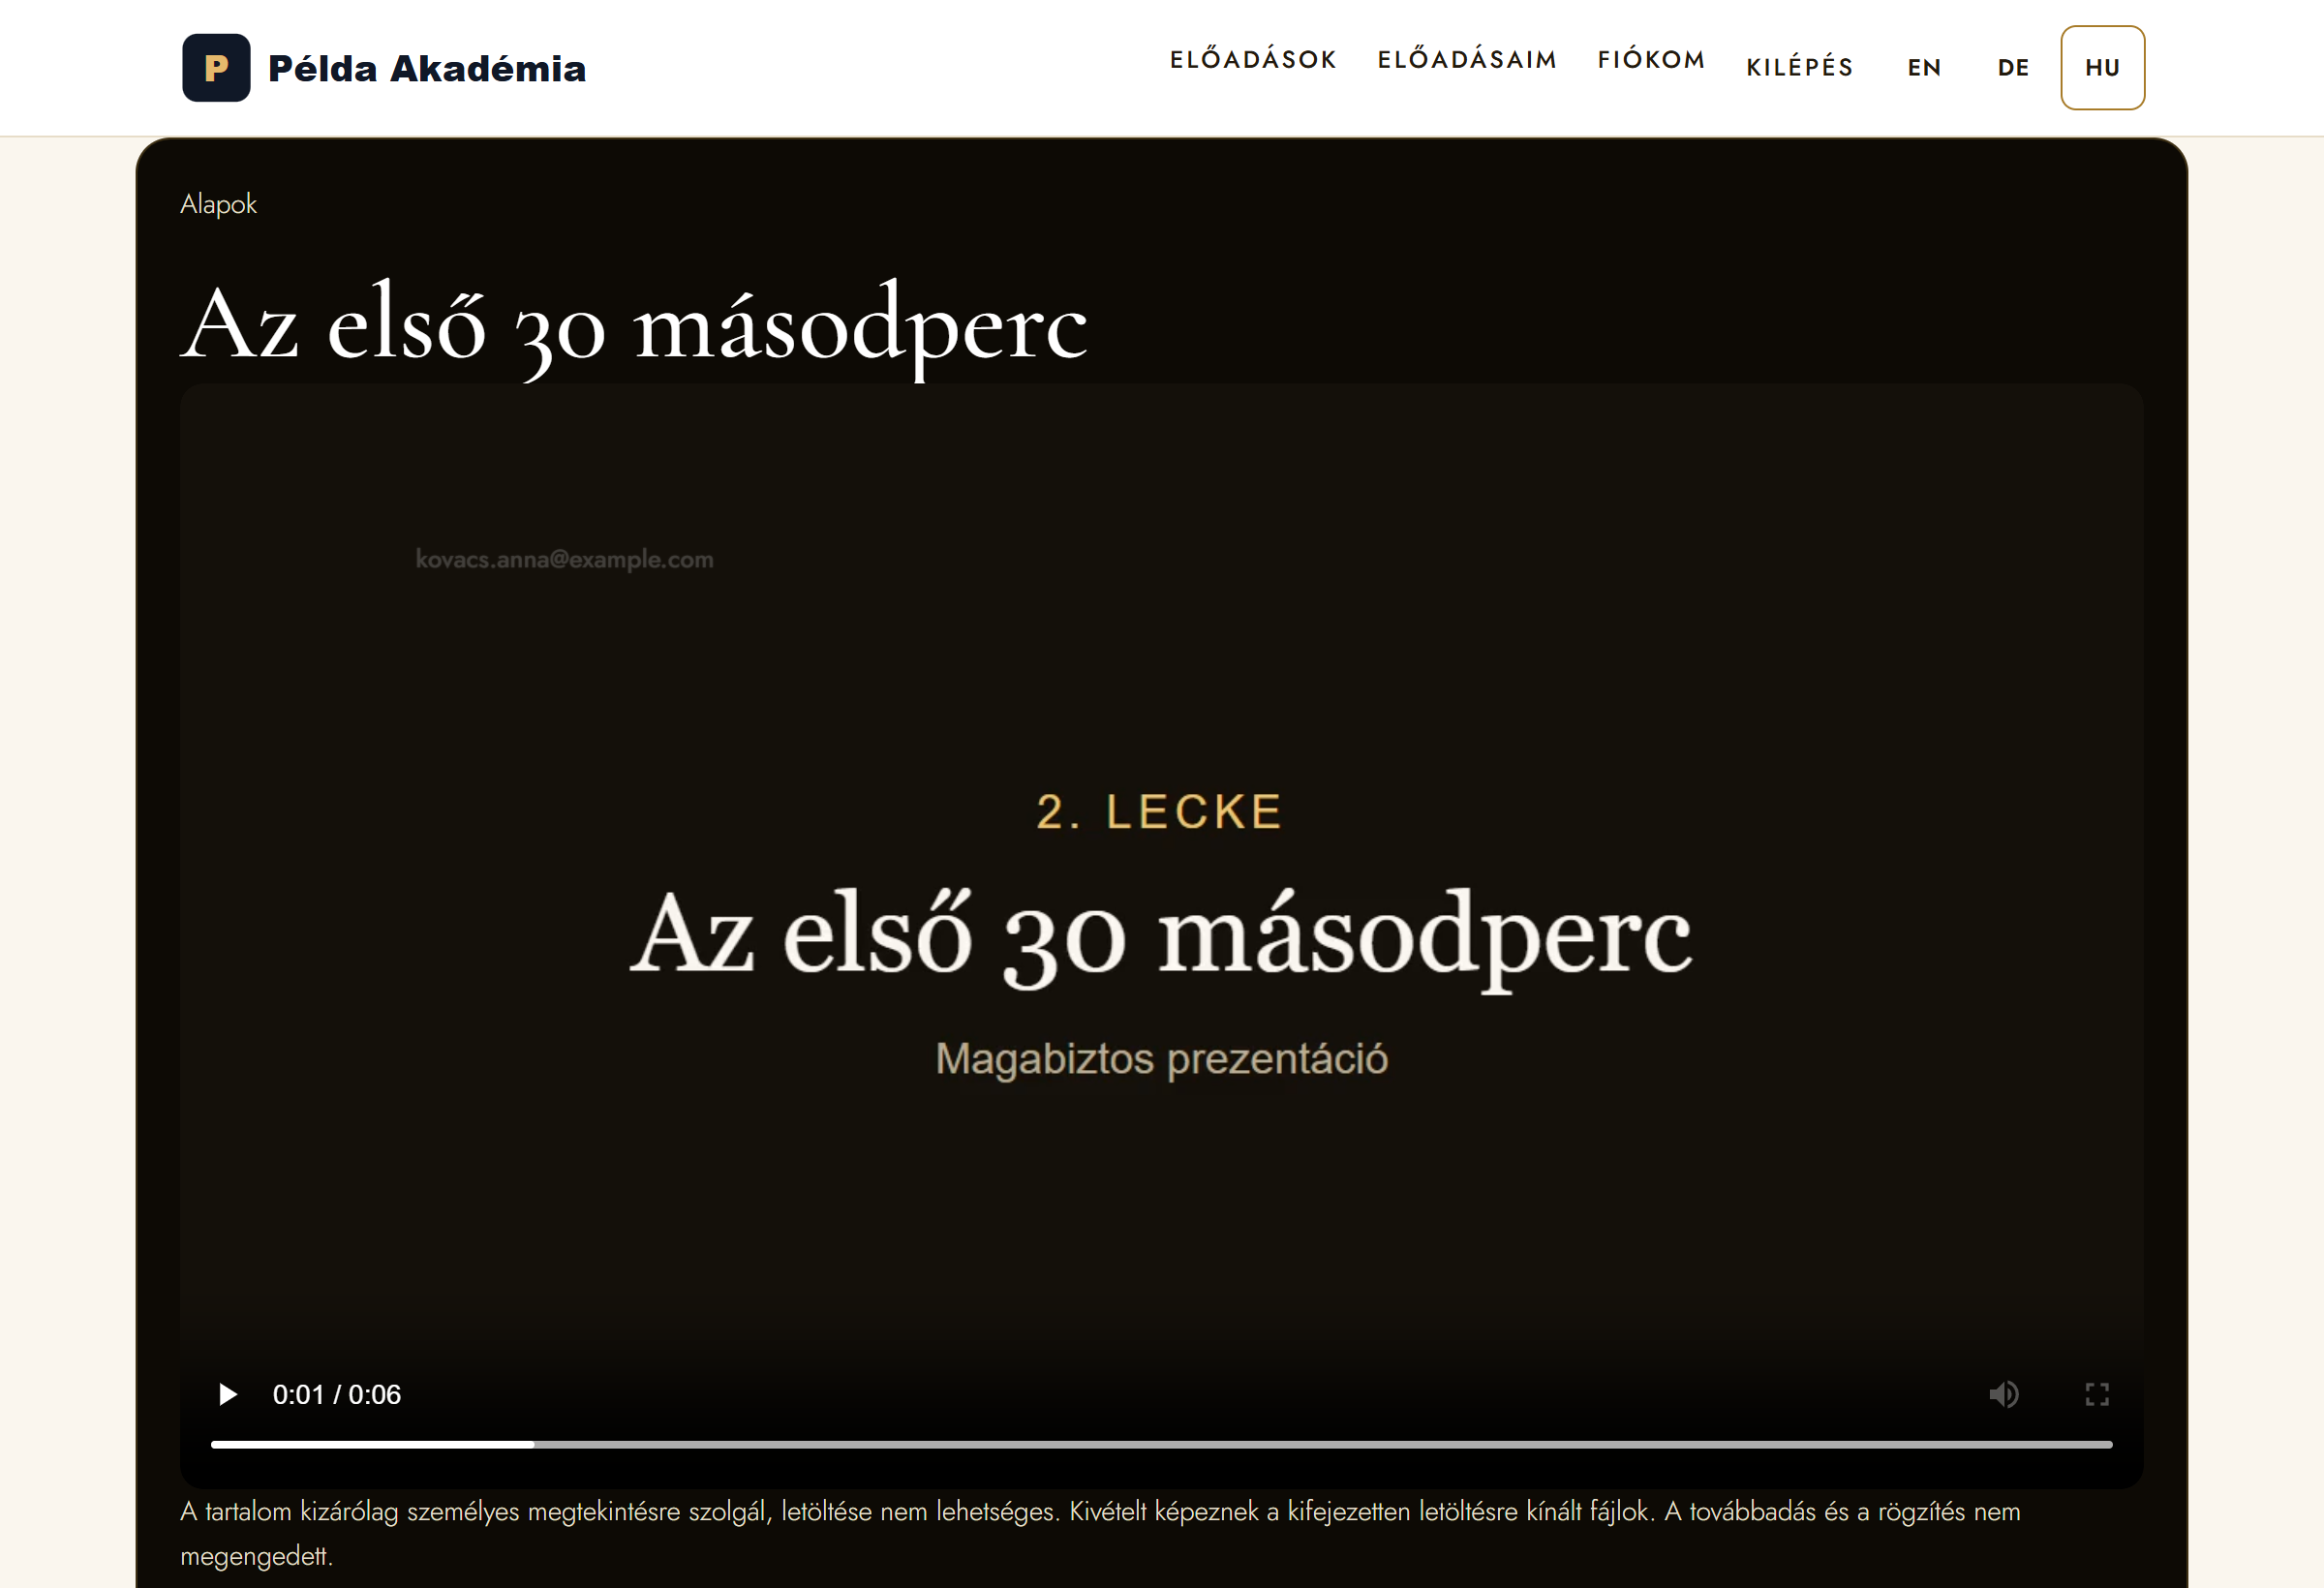 P Példa Akadémia
ELŐADÁSOK ELŐADÁSAIM FIÓKOM KILÉPÉS EN DE HU
Alapok
Az első 30 másodperc
kovacs.anna@example.com
2. LECKE
Az első 30 másodperc
Magabiztos prezentáció
0:01 / 0:06
A tartalom kizárólag személyes megtekintésre szolgál, letöltése nem lehetséges. Kivételt képeznek a kifejezetten letöltésre kínált fájlok. A továbbadás és a rögzítés nem
megengedett.